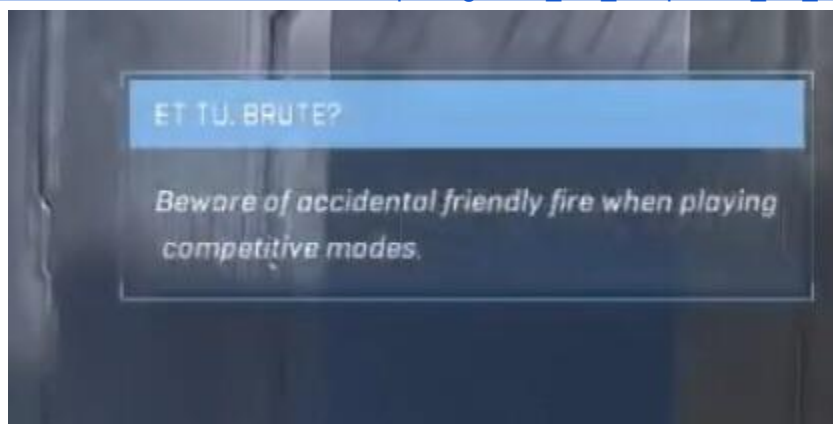 ET TU, BRUTE?
Beware of accidental friendly fire when playing
competitive modes.